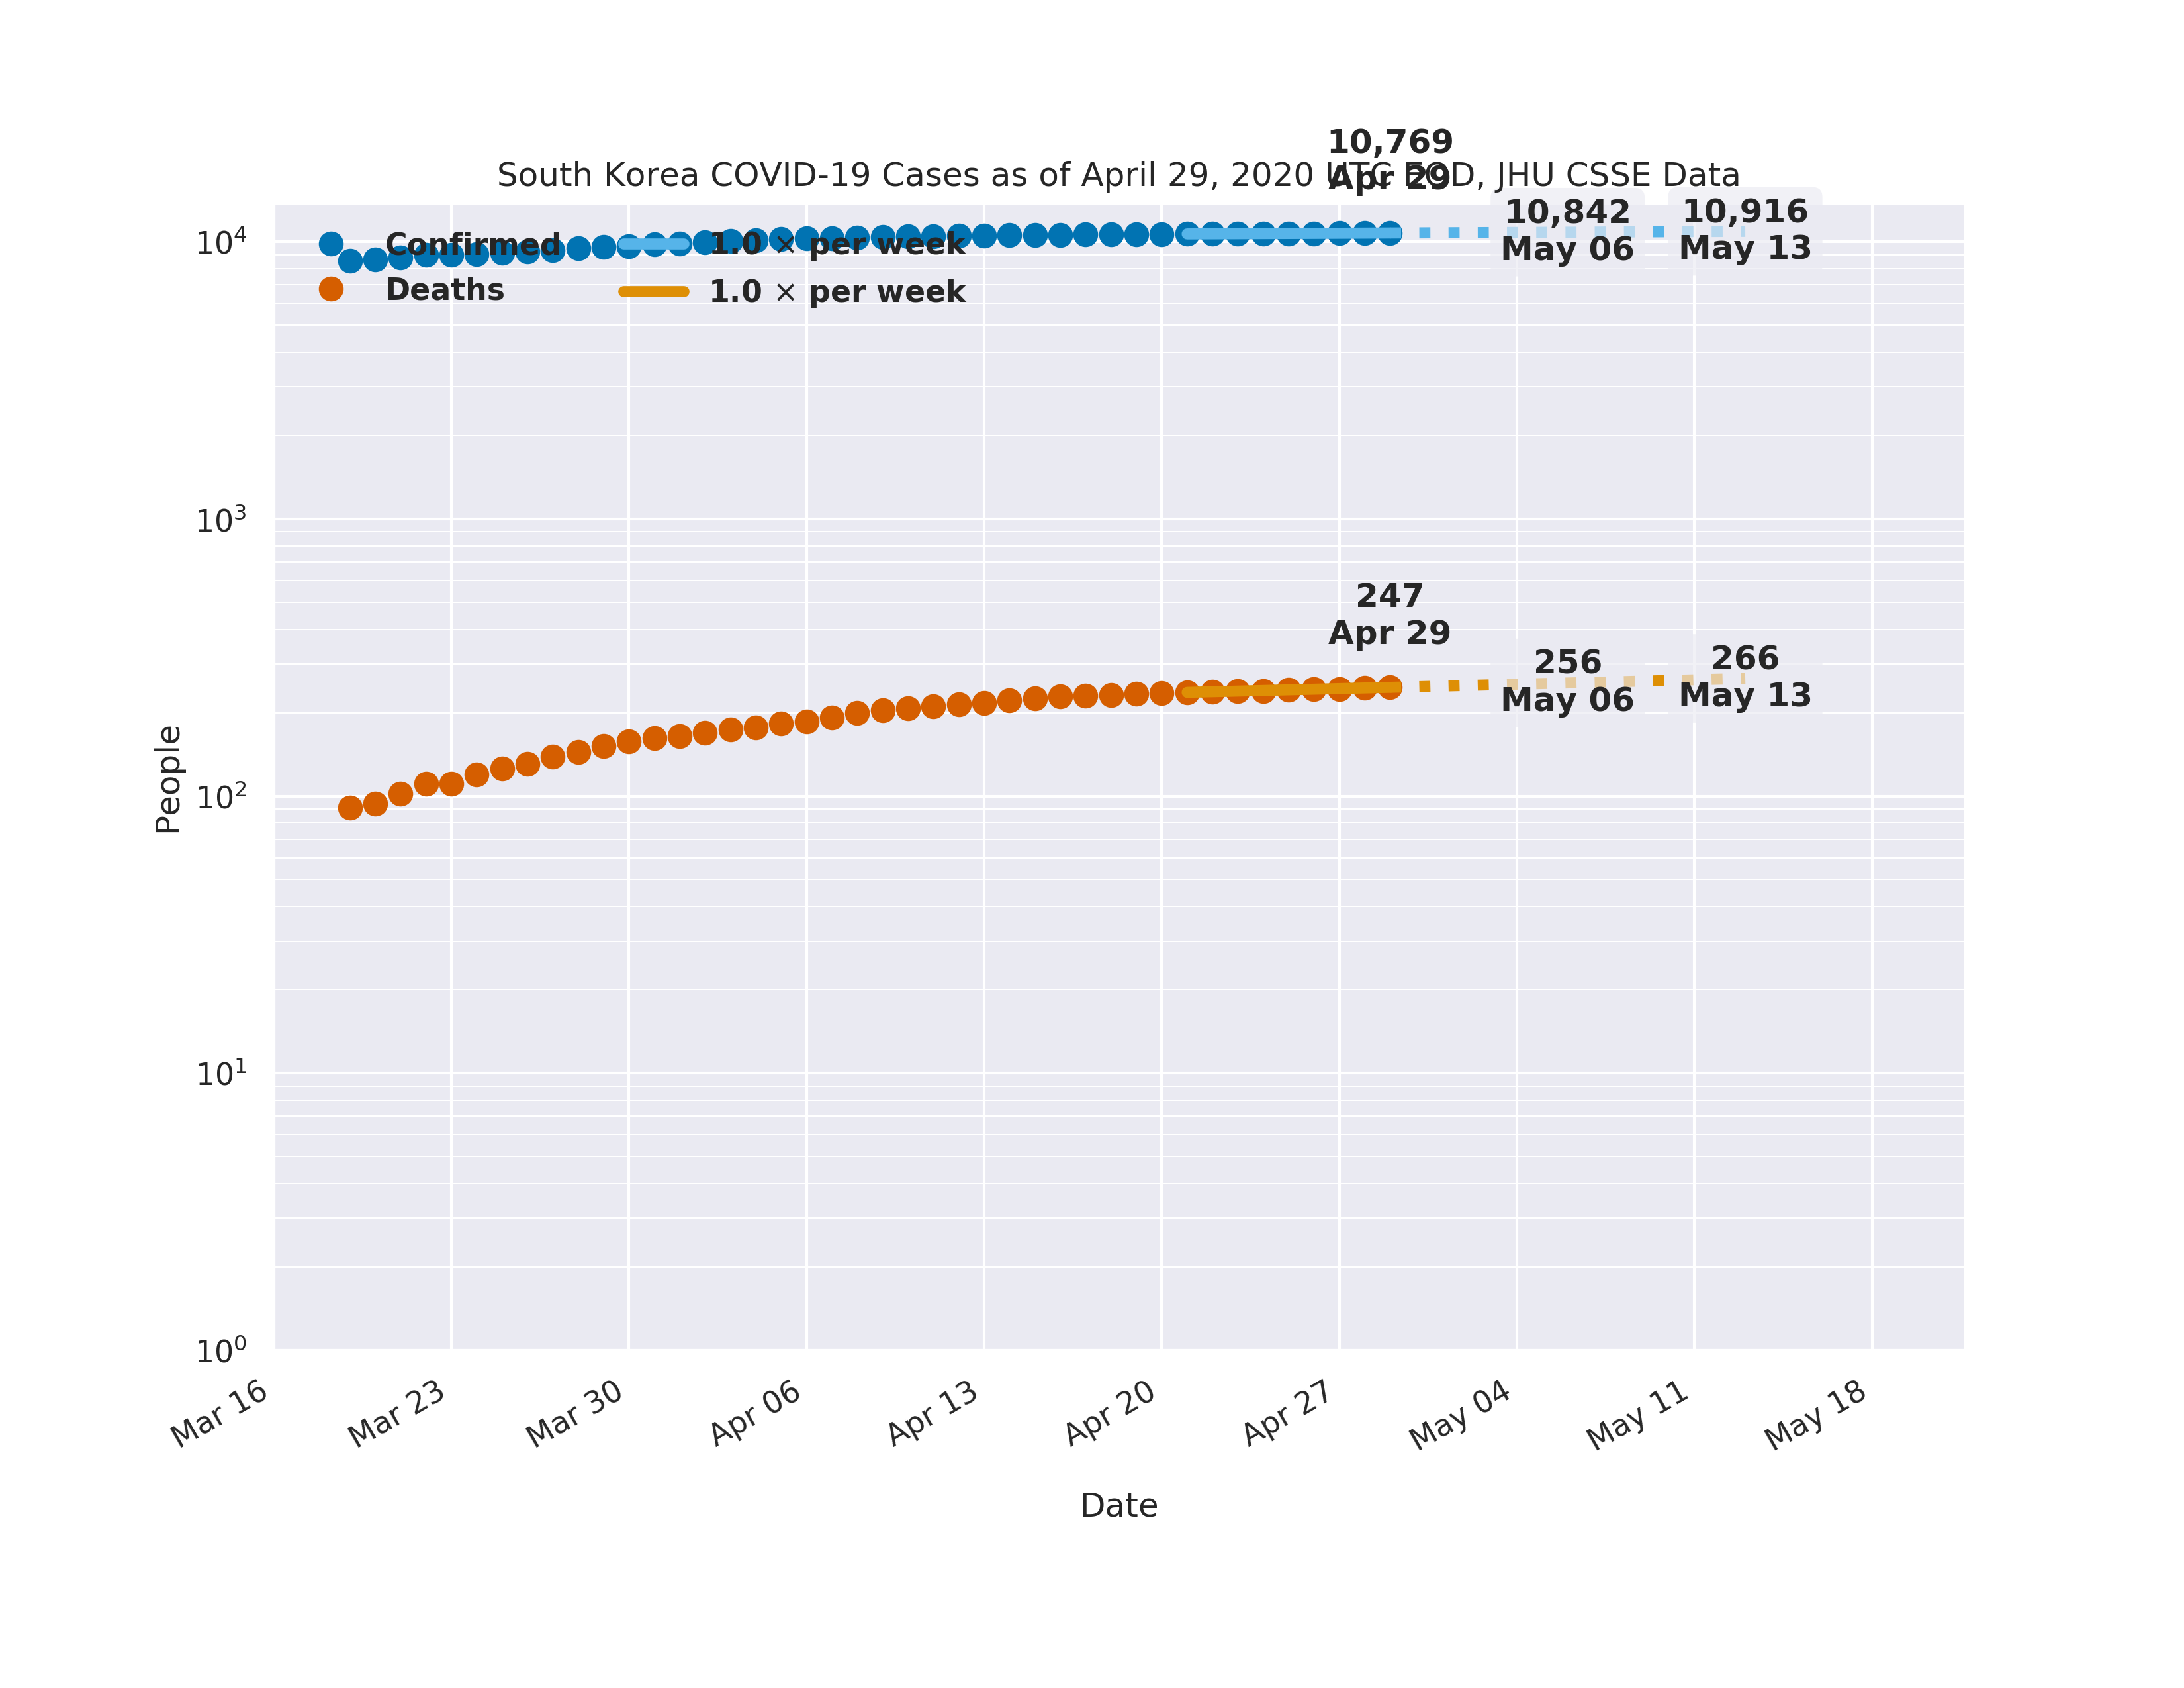 10,769
Apr 29
South Korea COVID-19 Cases as of April 29, 2020 UTC EOD, JHU CSSE Data
10,842
May 06
10,916
May 13
Confirmed
Deaths
1.0 × per week
1.0 × per week
247
Apr 29
256
May 06
266
May 13
People
10⁴
10³
10²
10¹
10⁰
Mar 16
Mar 23
Mar 30
Apr 06
Apr 13
Apr 20
Apr 27
May 04
May 11
May 18
Date